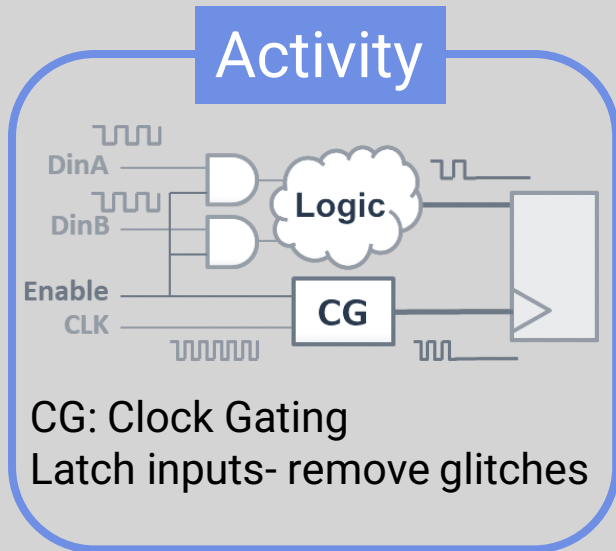 Activity
DinA
DinB
Logic
Enable
CLK
CG
CG: Clock Gating
Latch inputs- remove glitches